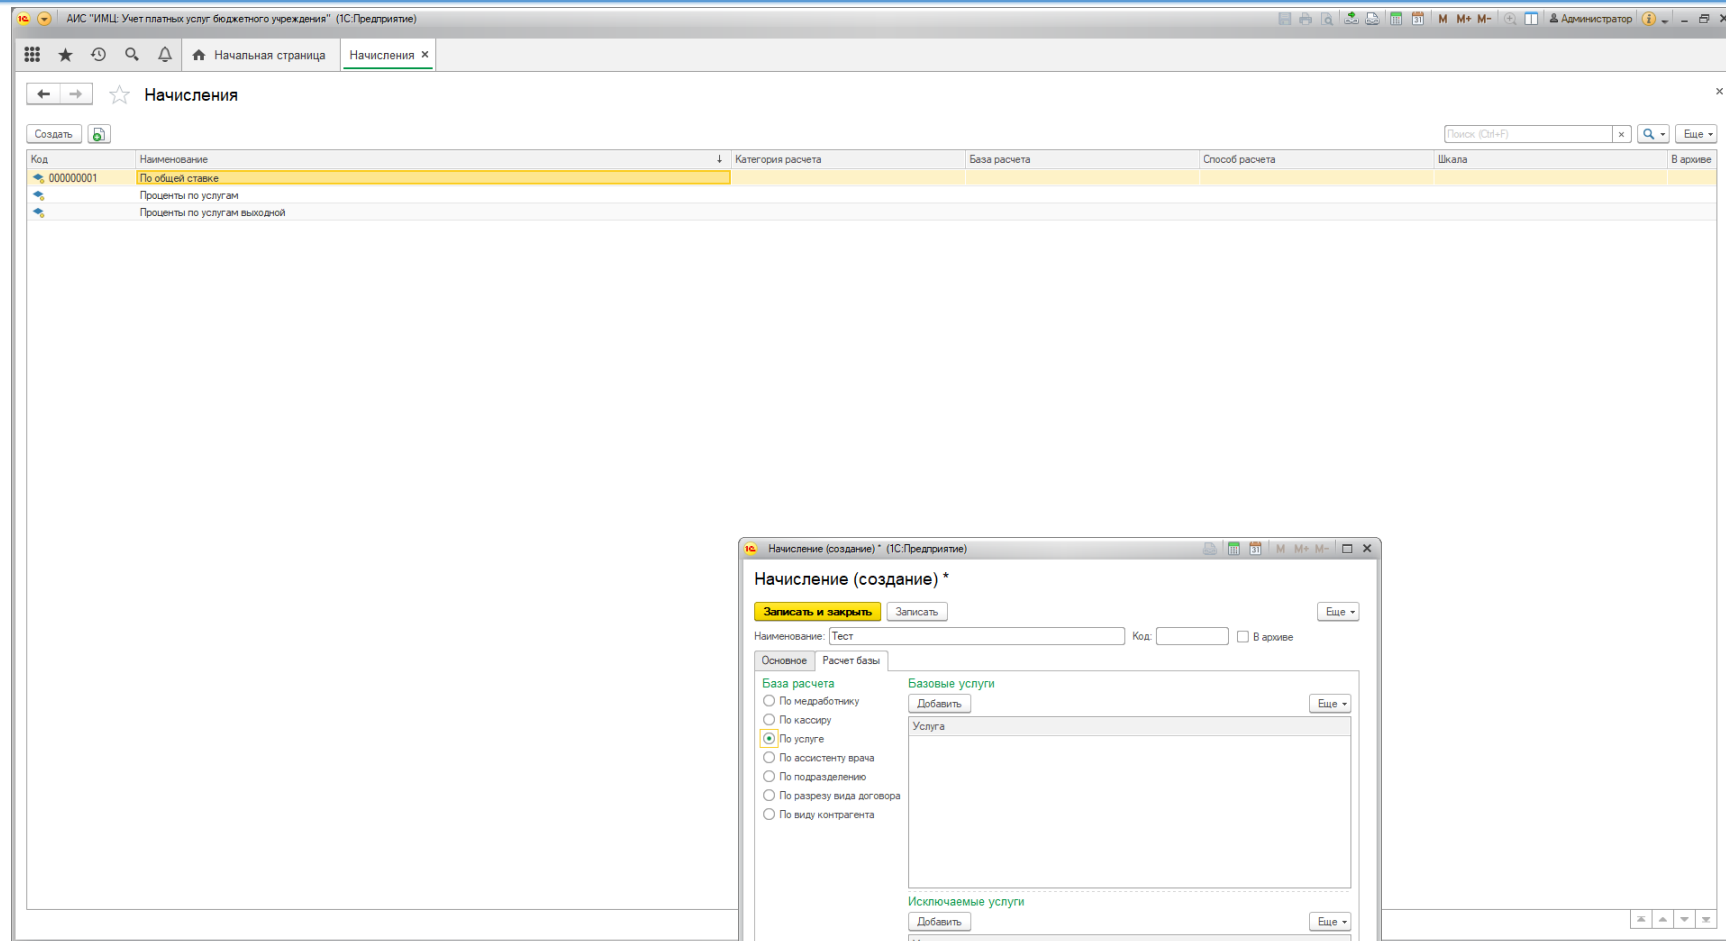 АИС "ИМЦ: Учет платных услуг бюджетного учреждения" (1С:Предприятие)
M M+ M- Администратор
Начальная страница Начисления ×
Начисления
Создать Поиск (Ctrl+F) × Еще
Код Наименование ↓ Категория расчета База расчета Способ расчета Шкала В архиве
000000001 По общей ставке
Проценты по услугам
Проценты по услугам выходной
Начисление (создание) * (1С:Предприятие) 31 M M+ M-
Начисление (создание) *
Записать и закрыть Записать Еще
Наименование: Тест Код: В архиве
Основное Расчет базы
База расчета Базовые услуги
По медработнику Добавить Еще
По кассиру
Услуга
По услуге
По ассистенту врача
По подразделению
По разрезу вида договора
По виду контрагента
Исключаемые услуги
Добавить Еще